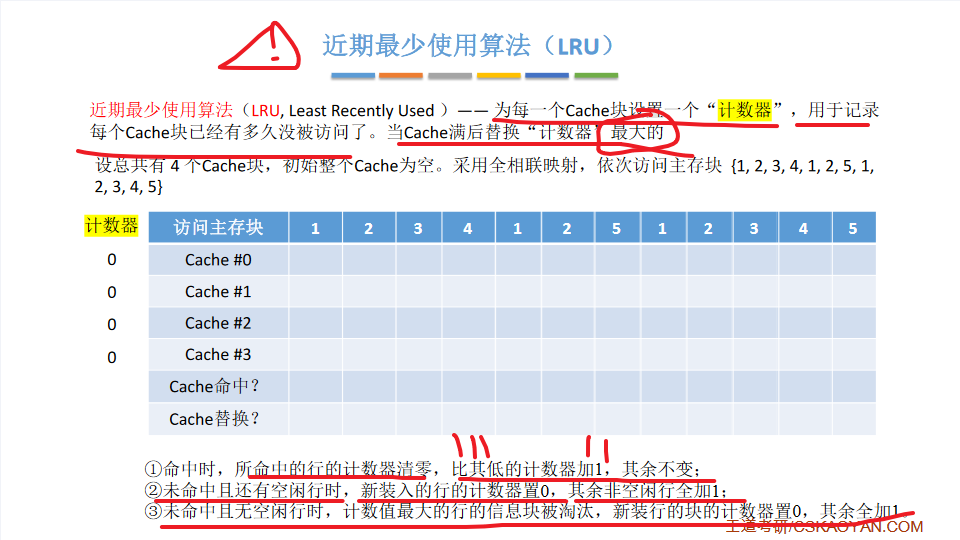 近期最少使用算法（LRU）
近期最少使用算法（LRU, Least Recently Used ）—— 为每一个Cache块设置一个“计数器”，用于记录
每个Cache块已经有多久没被访问了。当Cache满后替换“计数器”最大的
设总共有 4 个Cache块，初始整个Cache为空。采用全相联映射，依次访问主存块 {1, 2, 3, 4, 1, 2, 5, 1,
2, 3, 4, 5}
计数器 访问主存块 1 2 3 4 1 2 5 1 2 3 4 5
0 Cache #0
0 Cache #1
0 Cache #2
0 Cache #3
Cache命中？
Cache替换？
①命中时，所命中的行的计数器清零，比其低的计数器加1，其余不变；
②未命中且还有空闲行时，新装入的行的计数器置0，其余非空闲行全加1；
③未命中且无空闲行时，计数值最大的行的信息块被淘汰，新装行的块的计数器置0，其余全加1
王道考研/CSKAOYAN.COM